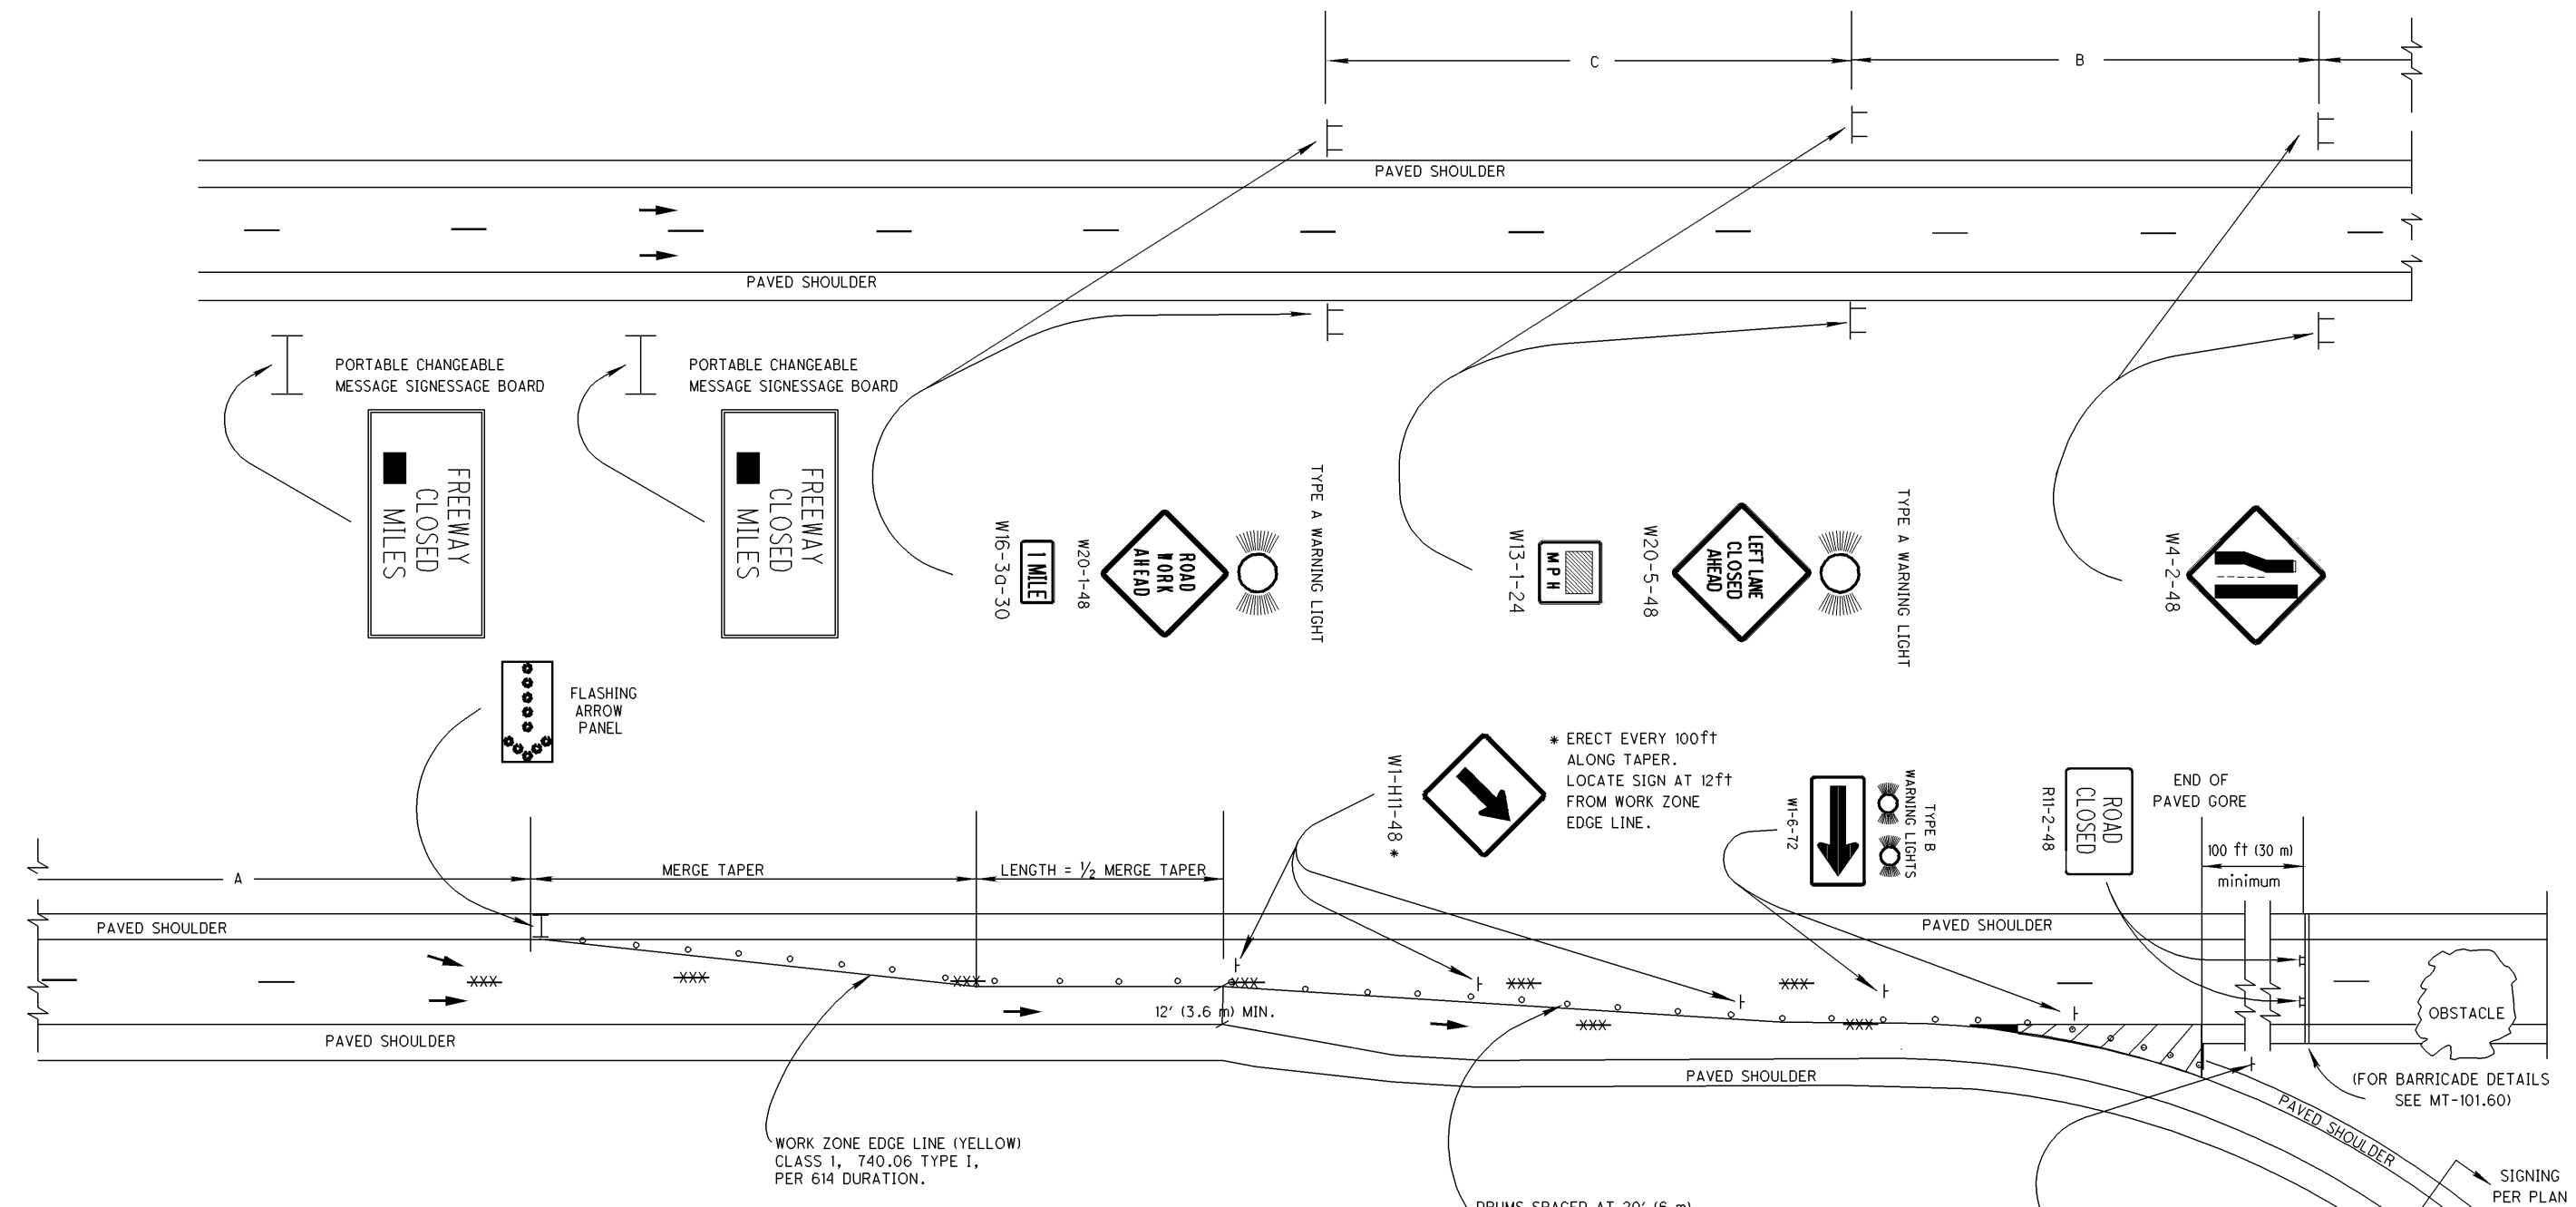 C
B
PAVED SHOULDER
PAVED SHOULDER
PORTABLE CHANGEABLE
MESSAGE SIGNESSAGE BOARD
FREEWAY
CLOSED
MILES
PORTABLE CHANGEABLE
MESSAGE SIGNESSAGE BOARD
FREEWAY
CLOSED
MILES
TYPE A WARNING LIGHT
ROAD
WORK
AHEAD
W20-1-48
1 MILE
W16-3a-30
TYPE A WARNING LIGHT
LEFT LANE
CLOSED
AHEAD
W20-5-48
MPH
W13-1-24
W4-2-48
FLASHING
ARROW
PANEL
W1-H11-48 *
* ERECT EVERY 100ft
ALONG TAPER.
LOCATE SIGN AT 12ft
FROM WORK ZONE
EDGE LINE.
TYPE B
WARNING LIGHTS
W1-6-72
ROAD
CLOSED
R11-2-48
END OF
PAVED GORE
100 ft (30 m)
minimum
A
MERGE TAPER
LENGTH = ½ MERGE TAPER
PAVED SHOULDER
PAVED SHOULDER
XXX
XXX
XXX
XXX
XXX
XXX
XXX
XXX
12' (3.6 m) MIN.
OBSTACLE
PAVED SHOULDER
PAVED SHOULDER
(FOR BARRICADE DETAILS
SEE MT-101.60)
PAVED SHOULDER
WORK ZONE EDGE LINE (YELLOW)
CLASS 1, 740.06 TYPE I,
PER 614 DURATION.
SIGNING
PER PLAN
DRUMS SPACED AT 20' (6 m)